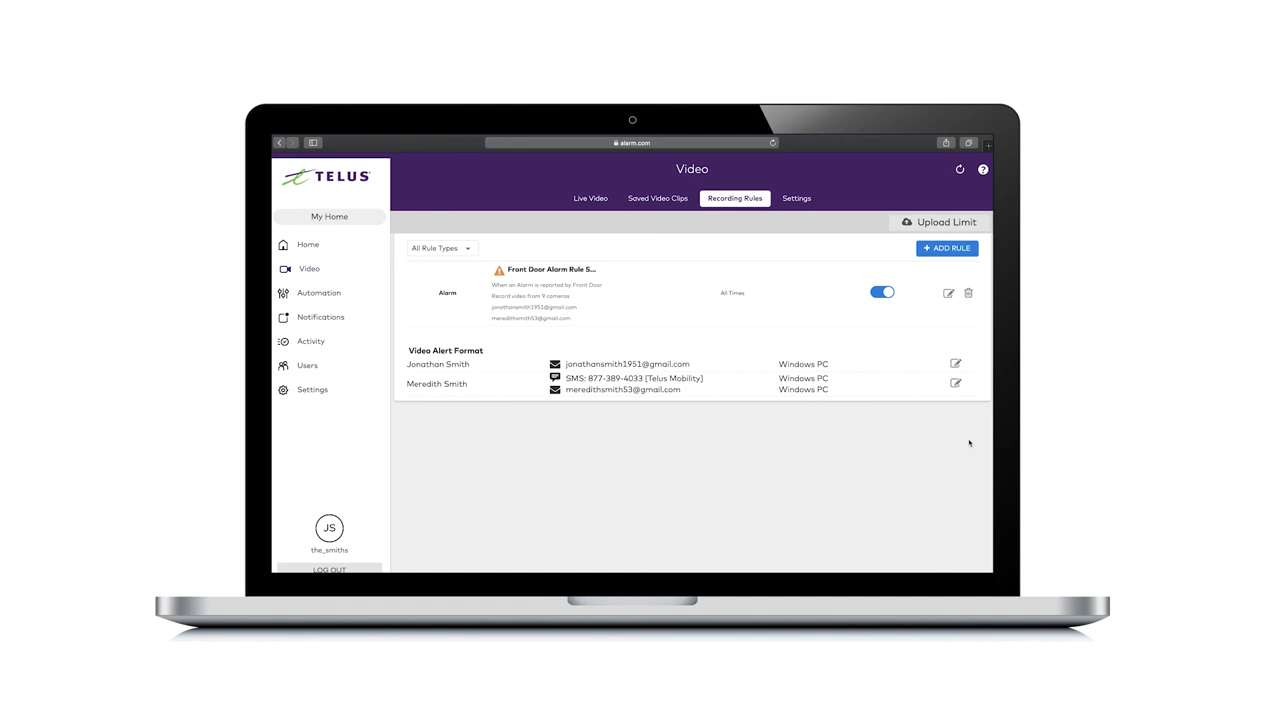 alarm.com
TELUS®
Video
Live Video
Saved Video Clips
Recording Rules
Settings
My Home
Upload Limit
Home
Video
Automation
Notifications
Activity
Users
Settings
All Rule Types
+ ADD RULE
Alarm
Front Door Alarm Rule S...
When an Alarm is reported by Front Door
Record video from 9 cameras
jonathansmith1951@gmail.com
meredithsmith53@gmail.com
All Times
Video Alert Format
Jonathan Smith
jonathansmith1951@gmail.com
Windows PC
Meredith Smith
SMS: 877-389-4033 [Telus Mobility]
Windows PC
meredithsmith53@gmail.com
Windows PC
JS
the_smiths
LOG OUT